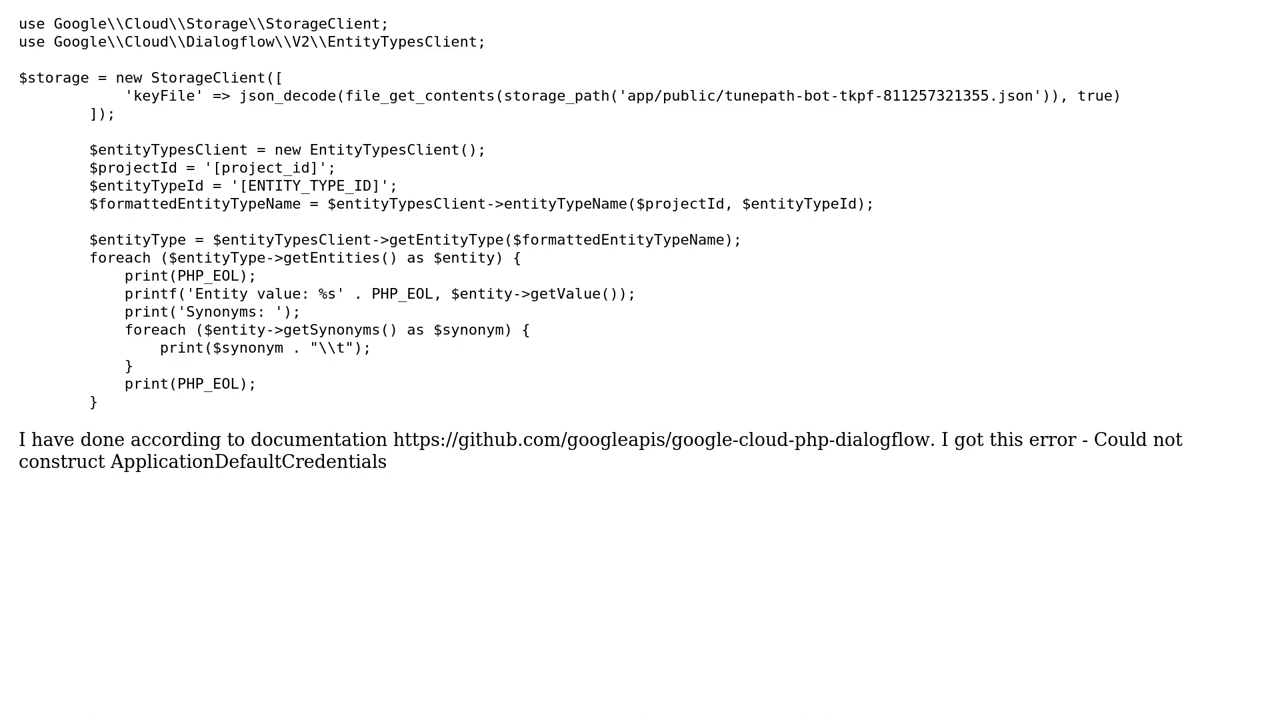 use Google\\Cloud\\Storage\\StorageClient;
use Google\\Cloud\\Dialogflow\\V2\\EntityTypesClient;

$storage = new StorageClient([
            'keyFile' => json_decode(file_get_contents(storage_path('app/public/tunepath-bot-tkpf-811257321355.json')), true)
        ]);

        $entityTypesClient = new EntityTypesClient();
        $projectId = '[project_id]';
        $entityTypeId = '[ENTITY_TYPE_ID]';
        $formattedEntityTypeName = $entityTypesClient->entityTypeName($projectId, $entityTypeId);

        $entityType = $entityTypesClient->getEntityType($formattedEntityTypeName);
        foreach ($entityType->getEntities() as $entity) {
            print(PHP_EOL);
            printf('Entity value: %s' . PHP_EOL, $entity->getValue());
            print('Synonyms: ');
            foreach ($entity->getSynonyms() as $synonym) {
                print($synonym . "\\t");
            }
            print(PHP_EOL);
        }

I have done according to documentation https://github.com/googleapis/google-cloud-php-dialogflow. I got this error - Could not
construct ApplicationDefaultCredentials